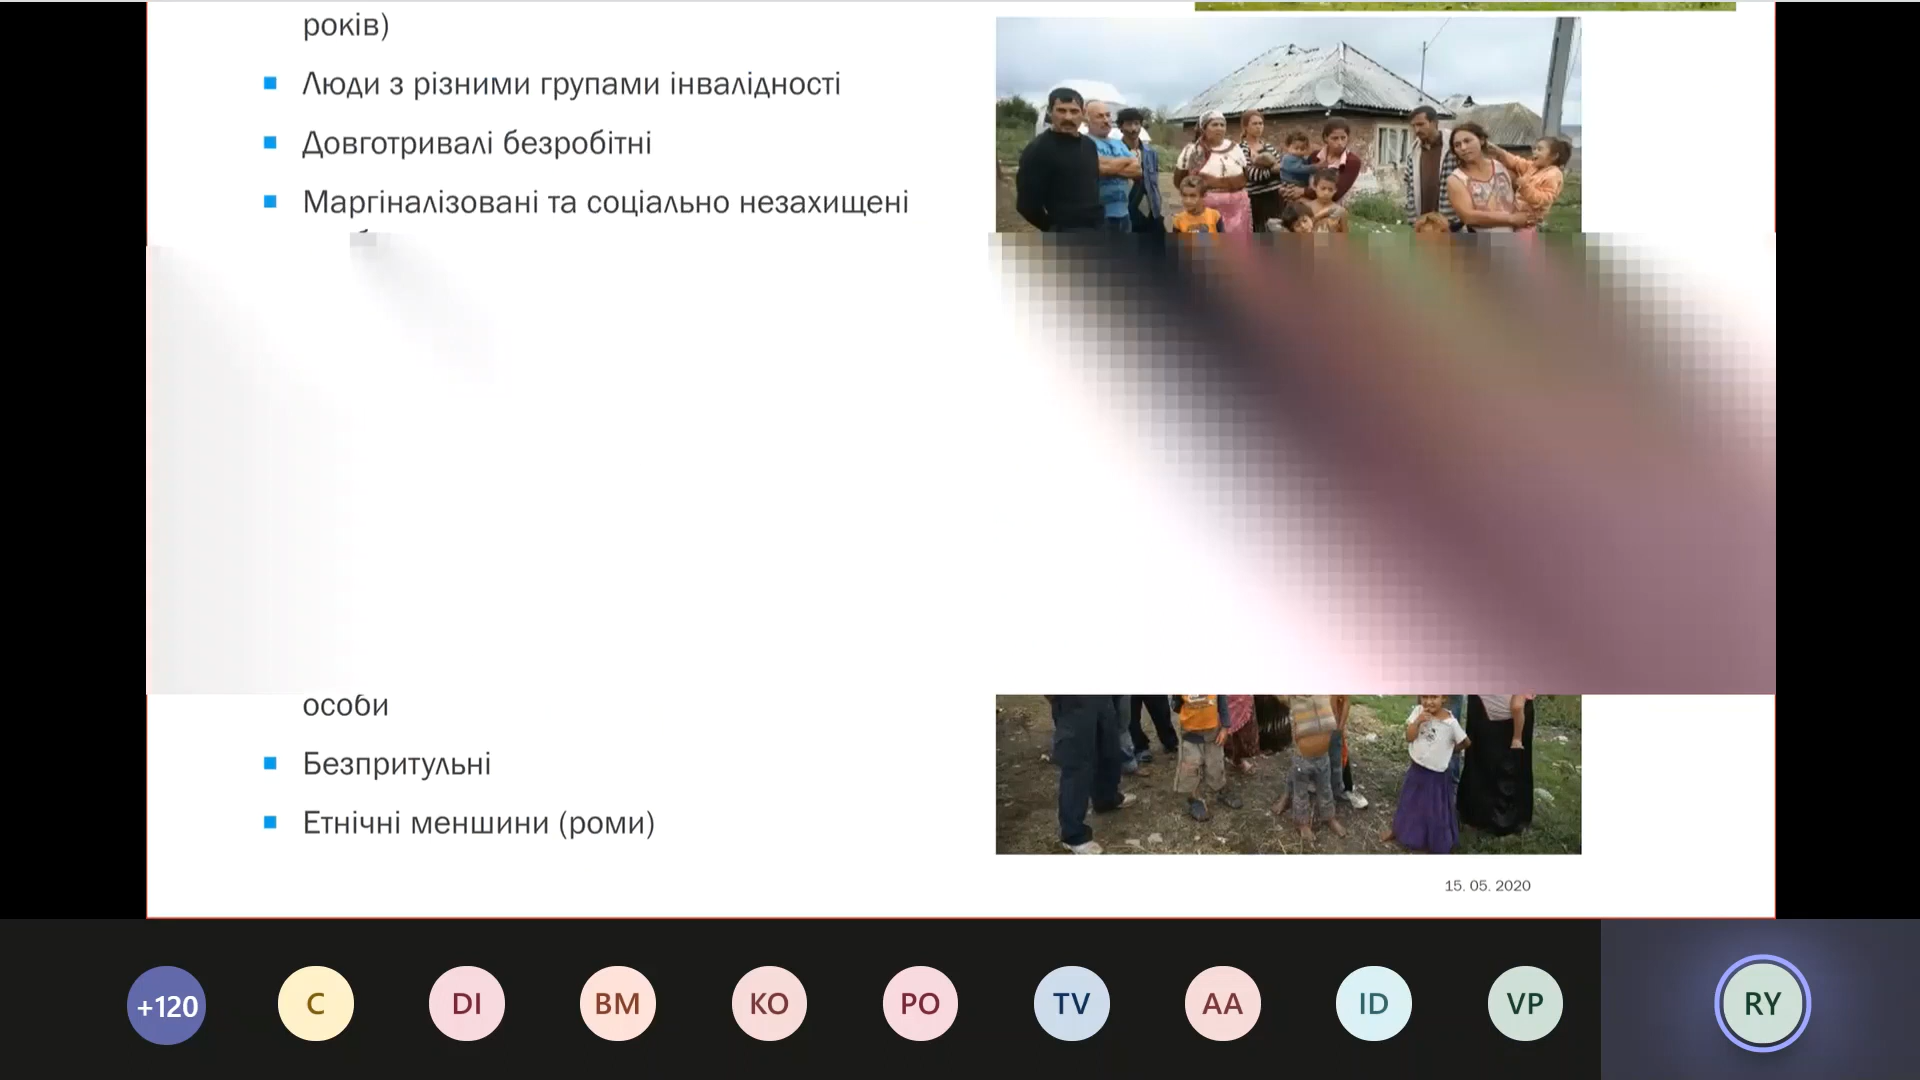 років)
Люди з різними групами інвалідності
Довготривалі безробітні
Маргіналізовані та соціально незахищені
особи
Безпритульні
Етнічні меншини (роми)
15. 05. 2020
+120
C
DI
BM
KO
PO
TV
AA
ID
VP
RY